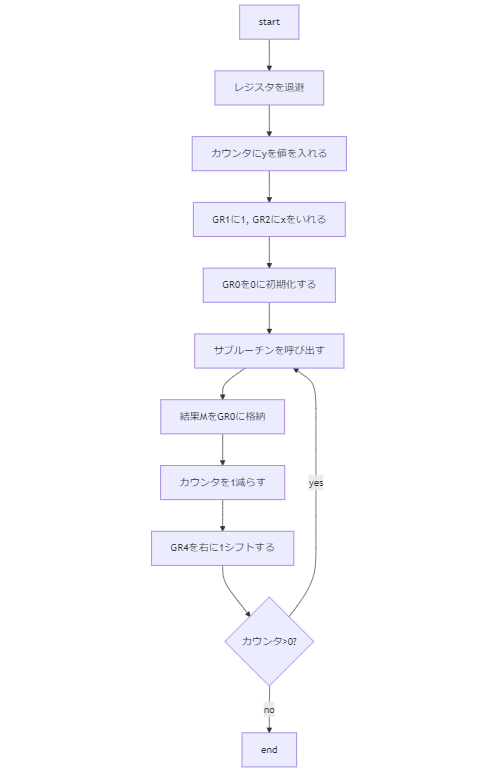 start
レジスタを退避
カウンタにyを値を入れる
GR1に1, GR2にxをいれる
GR0を0に初期化する
サブルーチンを呼び出す
結果MをGR0に格納
カウンタを1減らす
yes
GR4を右に1シフトする
カウンタ>0?
no
end